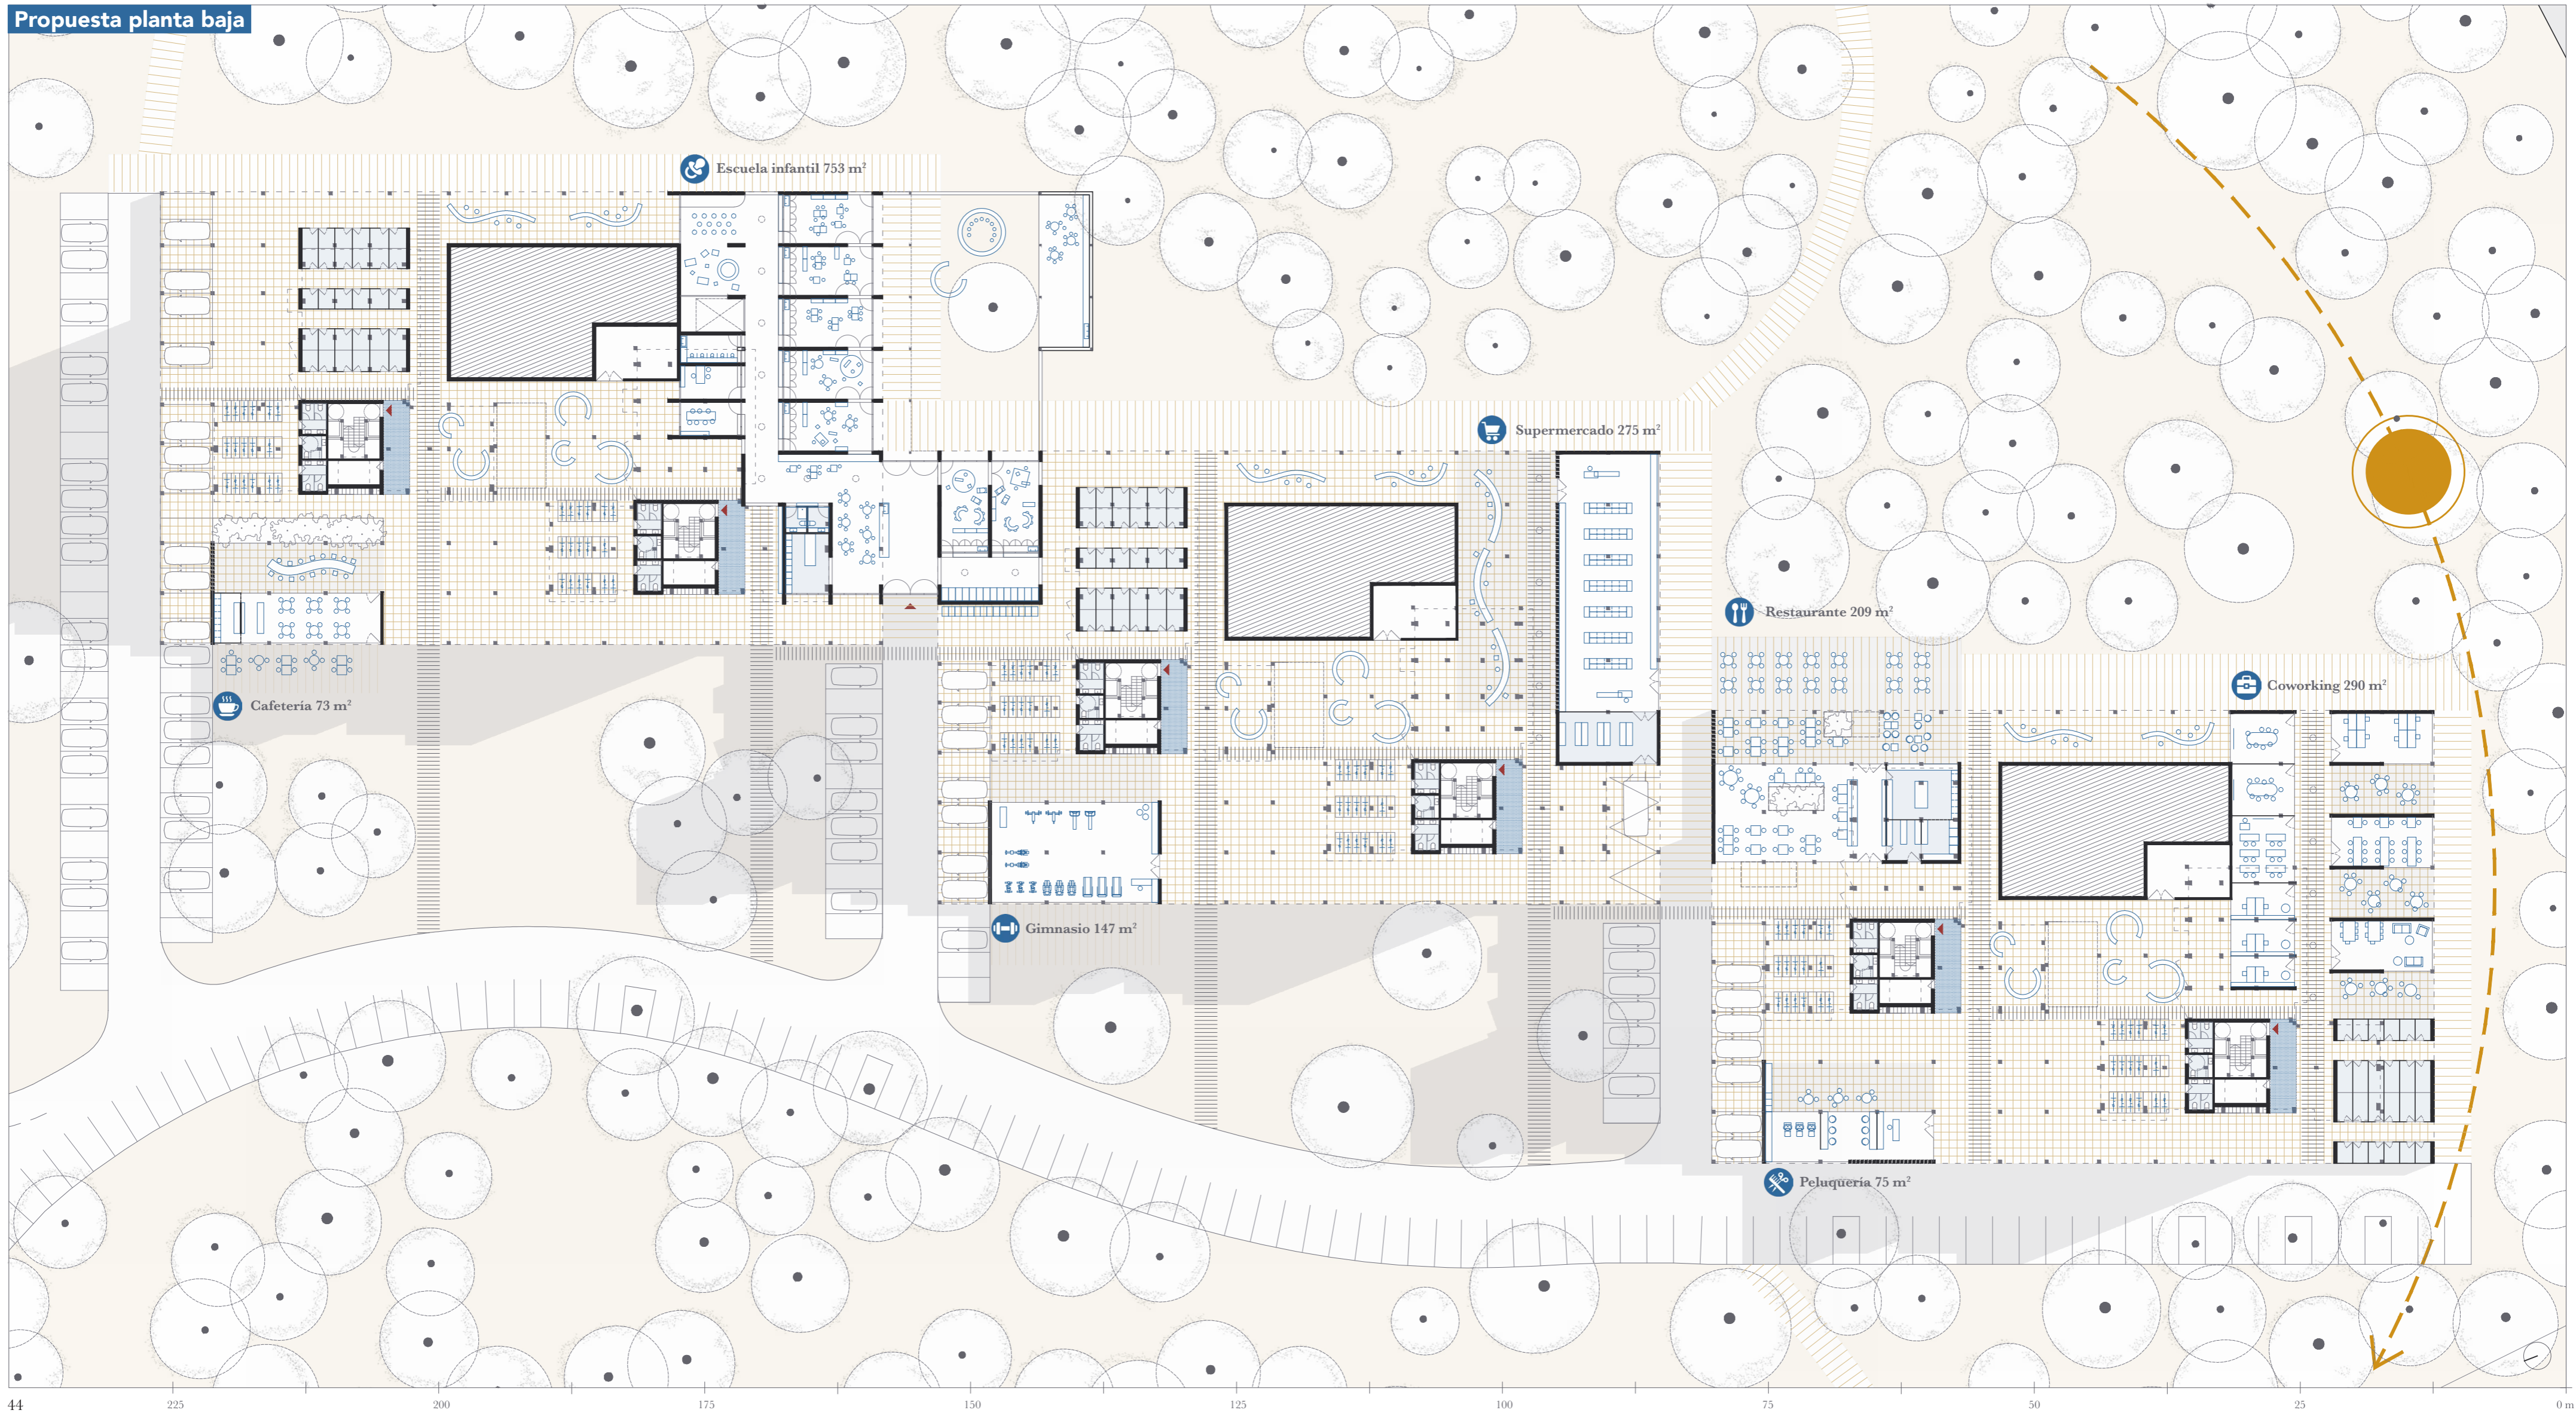 Propuesta planta baja
Escuela infantil 753 m²
Supermercado 275 m²
Restaurante 209 m²
Coworking 290 m²
Cafetería 73 m²
Gimnasio 147 m²
Peluquería 75 m²
44
225
200
175
150
125
100
75
50
25
0 m